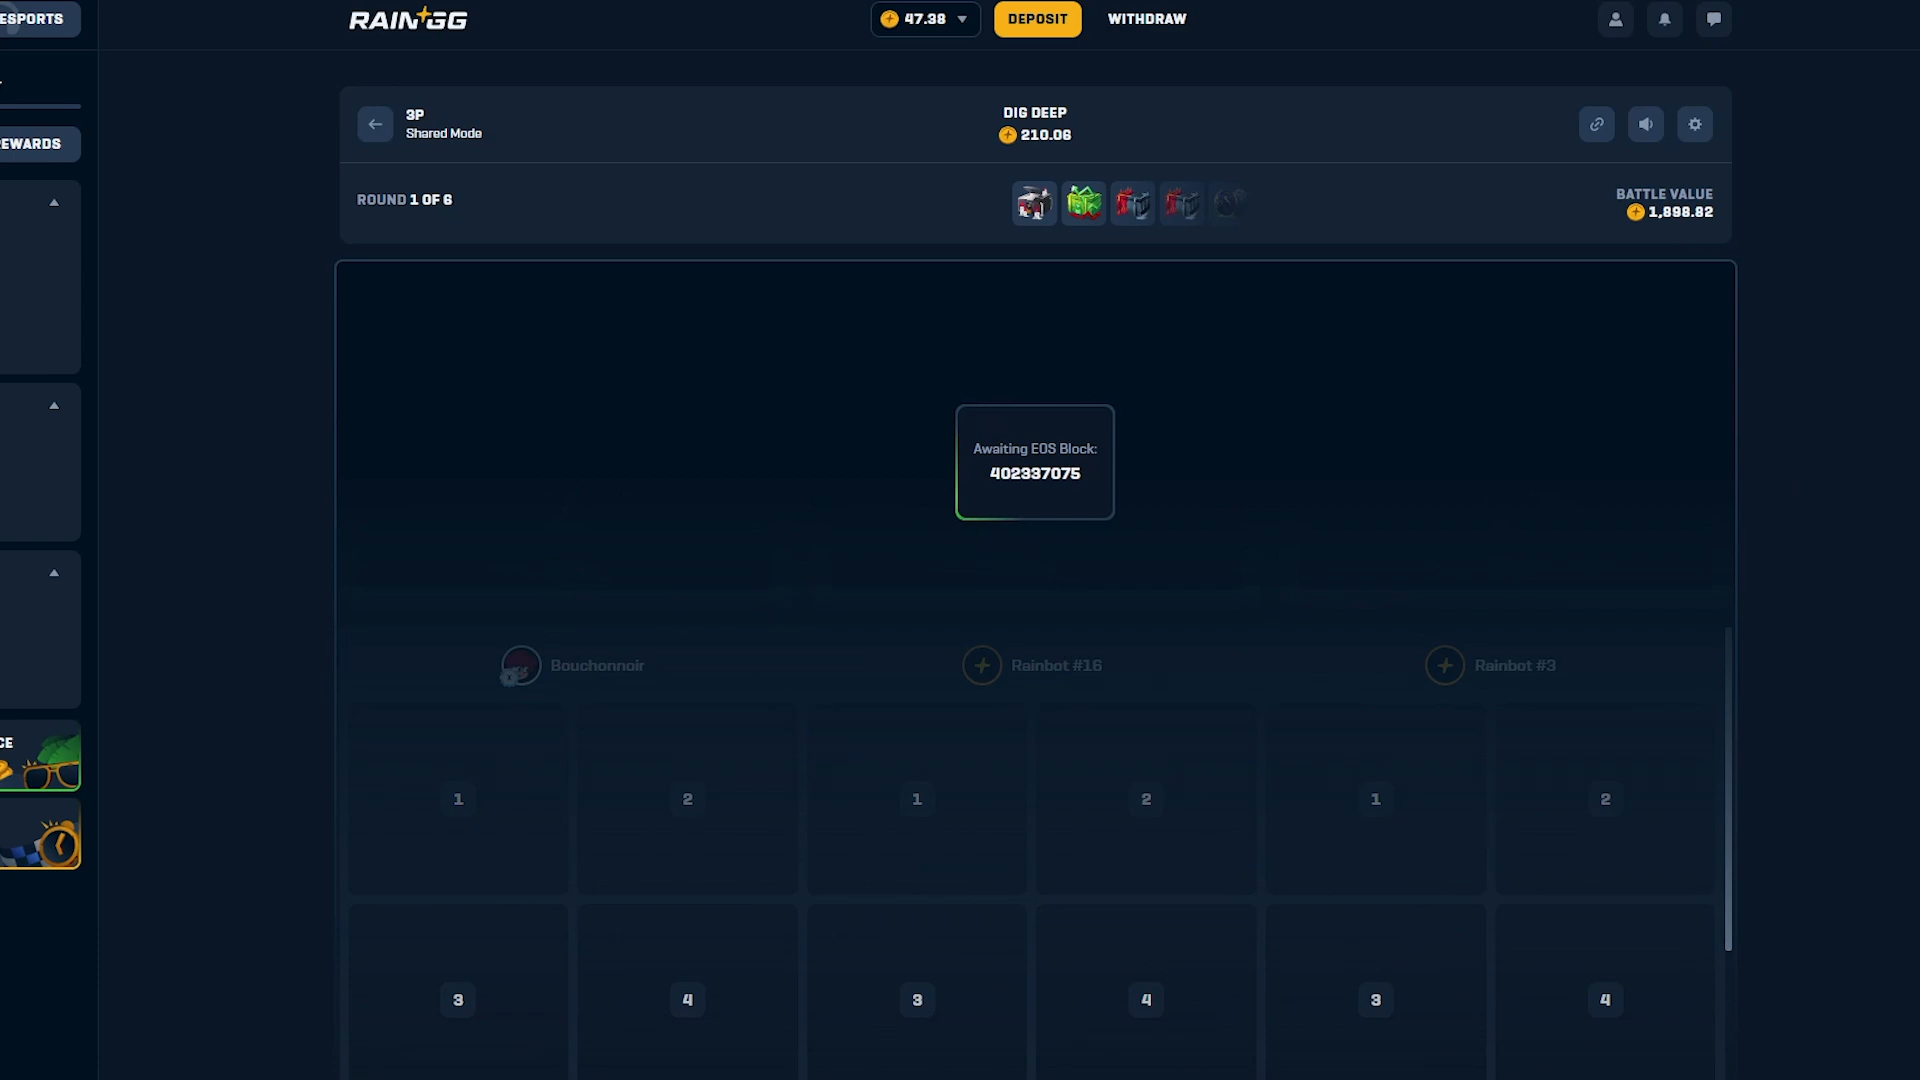 ESPORTS
RAIN GG
47.38
DEPOSIT
WITHDRAW
3P
Shared Mode
DIG DEEP
210.06
EWARDS
ROUND 1 OF 6
BATTLE VALUE
1,898.82
Awaiting EOS Block:
402337075
Bouchonnoir
Rainbot #16
Rainbot #3
CE
1 2 1 2 1 2
3 4 3 4 3 4